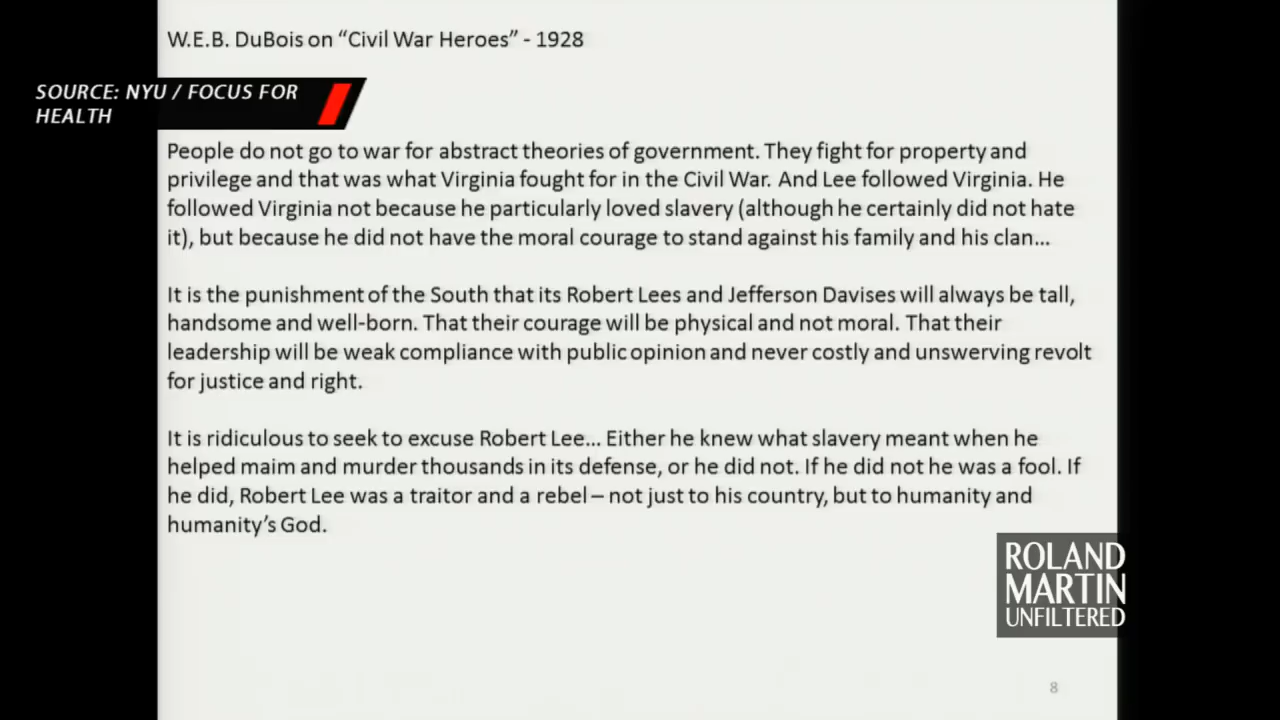 W.E.B. DuBois on “Civil War Heroes” - 1928
SOURCE: NYU / FOCUS FOR
HEALTH
People do not go to war for abstract theories of government. They fight for property and
privilege and that was what Virginia fought for in the Civil War. And Lee followed Virginia. He
followed Virginia not because he particularly loved slavery (although he certainly did not hate
it), but because he did not have the moral courage to stand against his family and his clan...
It is the punishment of the South that its Robert Lees and Jefferson Davises will always be tall,
handsome and well-born. That their courage will be physical and not moral. That their
leadership will be weak compliance with public opinion and never costly and unswerving revolt
for justice and right.
It is ridiculous to seek to excuse Robert Lee... Either he knew what slavery meant when he
helped maim and murder thousands in its defense, or he did not. If he did not he was a fool. If
he did, Robert Lee was a traitor and a rebel – not just to his country, but to humanity and
humanity’s God.
ROLAND
MARTIN
UNFILTERED
8